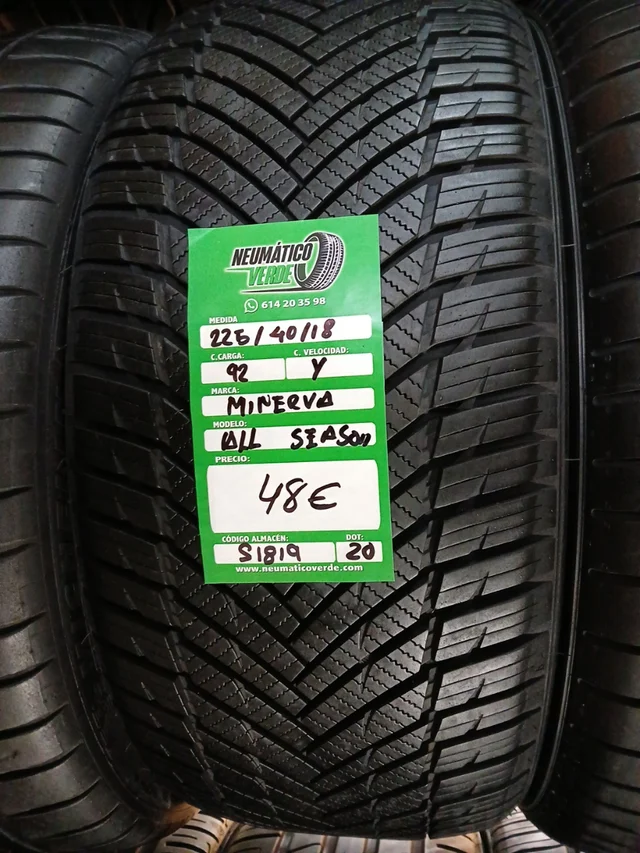 NEUMÁTICO
VERDE
614 20 35 98
MEDIDA
225/40/18
C.CARGA: C. VELOCIDAD:
92 Y
MARCA:
MINERVA
MODELO:
All SEASON
PRECIO:
48€
CÓDIGO ALMACÉN: DOT:
S1819 20
www.neumaticoverde.com